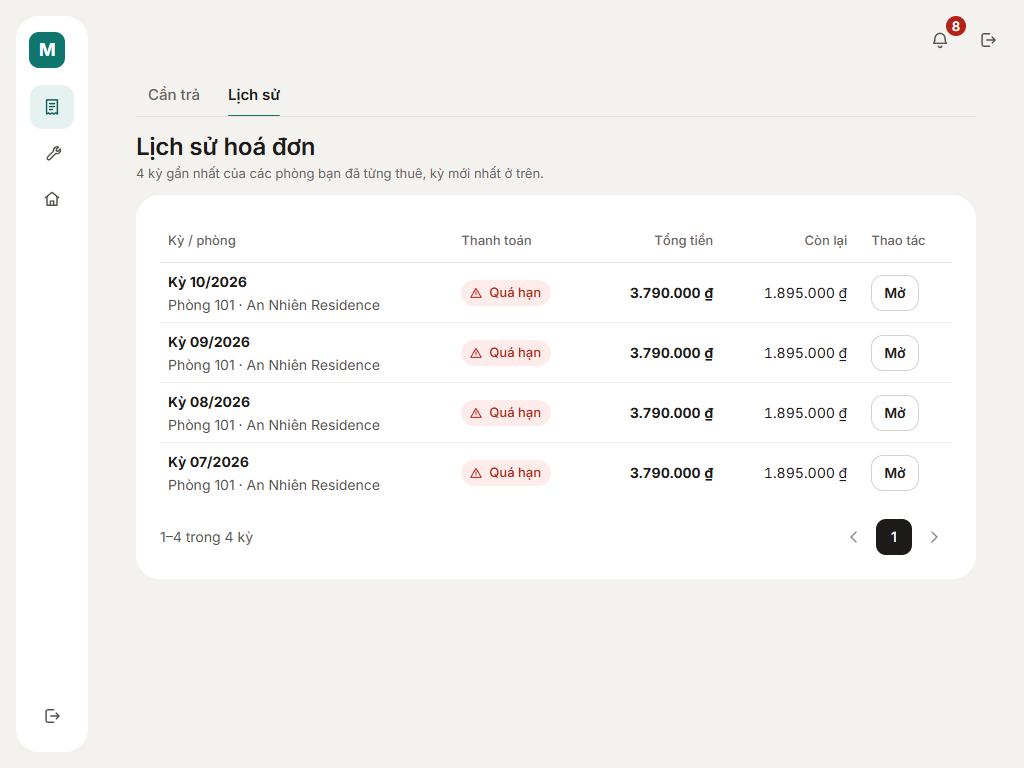 M
8
Cần trả
Lịch sử
Lịch sử hoá đơn
4 kỳ gần nhất của các phòng bạn đã từng thuê, kỳ mới nhất ở trên.
Kỳ / phòng Thanh toán Tổng tiền Còn lại Thao tác
Kỳ 10/2026
Phòng 101 · An Nhiên Residence
Quá hạn 3.790.000 ₫ 1.895.000 ₫ Mở
Kỳ 09/2026
Phòng 101 · An Nhiên Residence
Quá hạn 3.790.000 ₫ 1.895.000 ₫ Mở
Kỳ 08/2026
Phòng 101 · An Nhiên Residence
Quá hạn 3.790.000 ₫ 1.895.000 ₫ Mở
Kỳ 07/2026
Phòng 101 · An Nhiên Residence
Quá hạn 3.790.000 ₫ 1.895.000 ₫ Mở
1–4 trong 4 kỳ
1